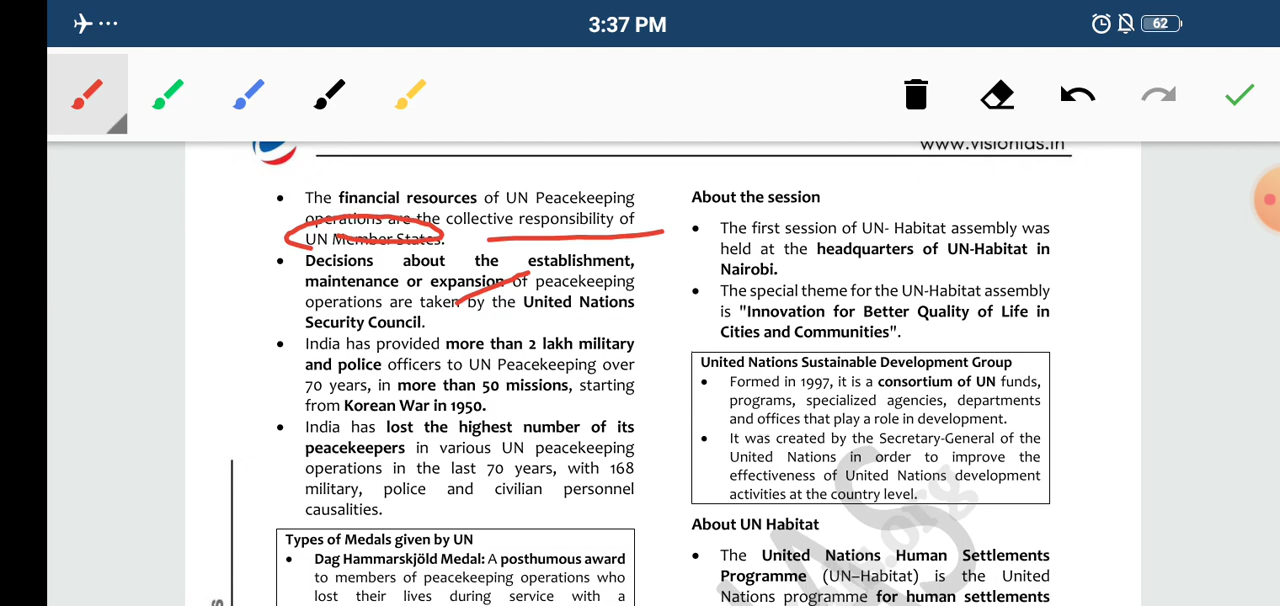 3:37 PM
62
www.visionias.in
The financial resources of UN Peacekeeping
operations are the collective responsibility of
UN Member States.
Decisions about the establishment,
maintenance or expansion of peacekeeping
operations are taken by the United Nations
Security Council.
India has provided more than 2 lakh military
and police officers to UN Peacekeeping over
70 years, in more than 50 missions, starting
from Korean War in 1950.
India has lost the highest number of its
peacekeepers in various UN peacekeeping
operations in the last 70 years, with 168
military, police and civilian personnel
causalities.
Types of Medals given by UN
Dag Hammarskjöld Medal: A posthumous award
to members of peacekeeping operations who
lost their lives during service with a
About the session
The first session of UN- Habitat assembly was
held at the headquarters of UN-Habitat in
Nairobi.
The special theme for the UN-Habitat assembly
is "Innovation for Better Quality of Life in
Cities and Communities".
United Nations Sustainable Development Group
Formed in 1997, it is a consortium of UN funds,
programs, specialized agencies, departments
and offices that play a role in development.
It was created by the Secretary-General of the
United Nations in order to improve the
effectiveness of United Nations development
activities at the country level.
About UN Habitat
The United Nations Human Settlements
Programme (UN–Habitat) is the United
Nations programme for human settlements